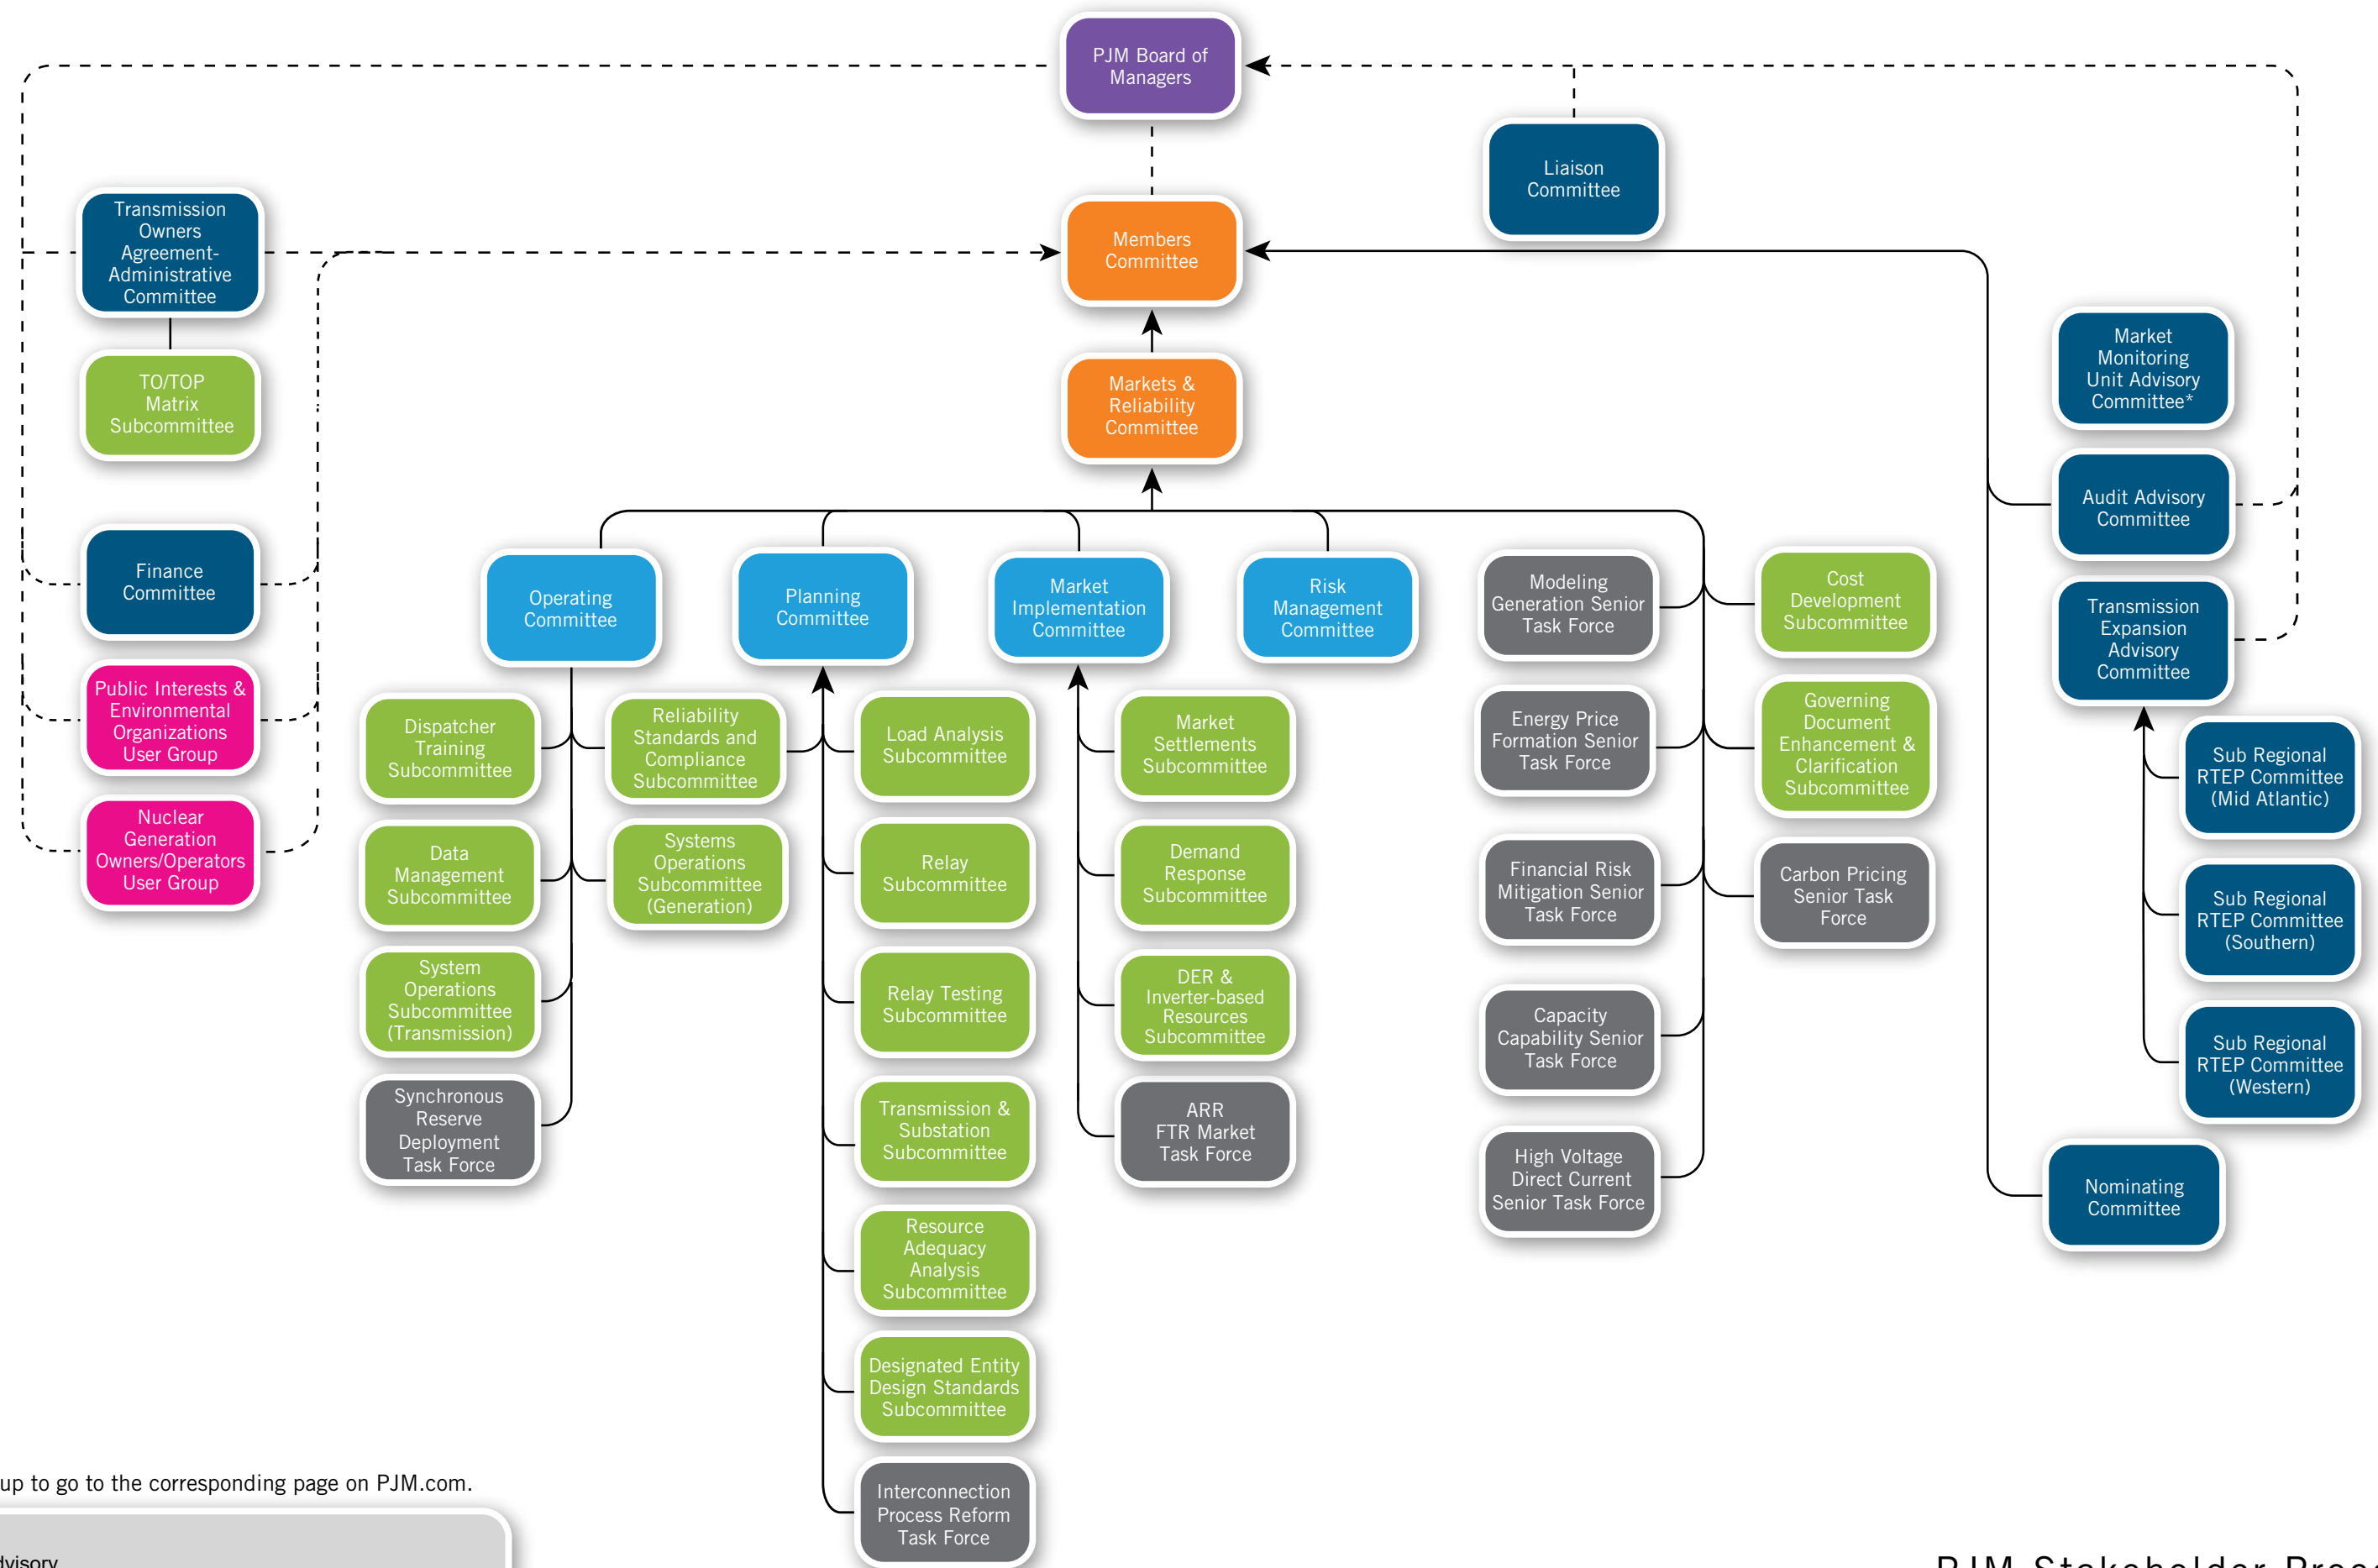 PJM Board of
Managers
Liaison
Committee
Transmission
Owners
Agreement-
Administrative
Committee
Members
Committee
TO/TOP
Matrix
Subcommittee
Markets &
Reliability
Committee
Market
Monitoring
Unit Advisory
Committee*
Audit Advisory
Committee
Finance
Committee
Operating
Committee
Planning
Committee
Market
Implementation
Committee
Risk
Management
Committee
Modeling
Generation Senior
Task Force
Cost
Development
Subcommittee
Transmission
Expansion
Advisory
Committee
Public Interests &
Environmental
Organizations
User Group
Nuclear
Generation
Owners/Operators
User Group
Dispatcher
Training
Subcommittee
Reliability
Standards and
Compliance
Subcommittee
Load Analysis
Subcommittee
Market
Settlements
Subcommittee
Energy Price
Formation Senior
Task Force
Governing
Document
Enhancement &
Clarification
Subcommittee
Sub Regional
RTEP Committee
(Mid Atlantic)
Data
Management
Subcommittee
Systems
Operations
Subcommittee
(Generation)
Relay
Subcommittee
Demand
Response
Subcommittee
Financial Risk
Mitigation Senior
Task Force
Carbon Pricing
Senior Task
Force
Sub Regional
RTEP Committee
(Southern)
System
Operations
Subcommittee
(Transmission)
Relay Testing
Subcommittee
DER &
Inverter-based
Resources
Subcommittee
Capacity
Capability Senior
Task Force
Sub Regional
RTEP Committee
(Western)
Synchronous
Reserve
Deployment
Task Force
Transmission &
Substation
Subcommittee
ARR
FTR Market
Task Force
High Voltage
Direct Current
Senior Task Force
Nominating
Committee
Resource
Adequacy
Analysis
Subcommittee
Designated Entity
Design Standards
Subcommittee
Interconnection
Process Reform
Task Force
up to go to the corresponding page on PJM.com.
dvisory
PJM Stakeholder Proce